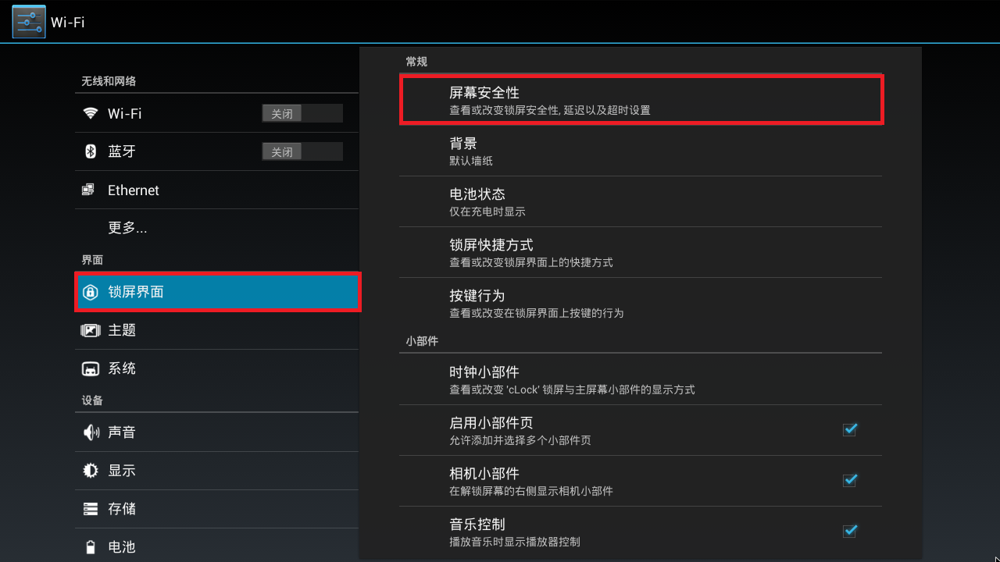 Wi-Fi
无线和网络
Wi-Fi
关闭
蓝牙
关闭
Ethernet
更多...
界面
锁屏界面
主题
系统
设备
声音
显示
存储
电池
常规
屏幕安全性
查看或改变锁屏安全性, 延迟以及超时设置
背景
默认墙纸
电池状态
仅在充电时显示
锁屏快捷方式
查看或改变锁屏界面上的快捷方式
按键行为
查看或改变在锁屏界面上按键的行为
小部件
时钟小部件
查看或改变 'cLock' 锁屏与主屏幕小部件的显示方式
启用小部件页
允许添加并选择多个小部件页
相机小部件
在解锁屏幕的右侧显示相机小部件
音乐控制
播放音乐时显示播放器控制